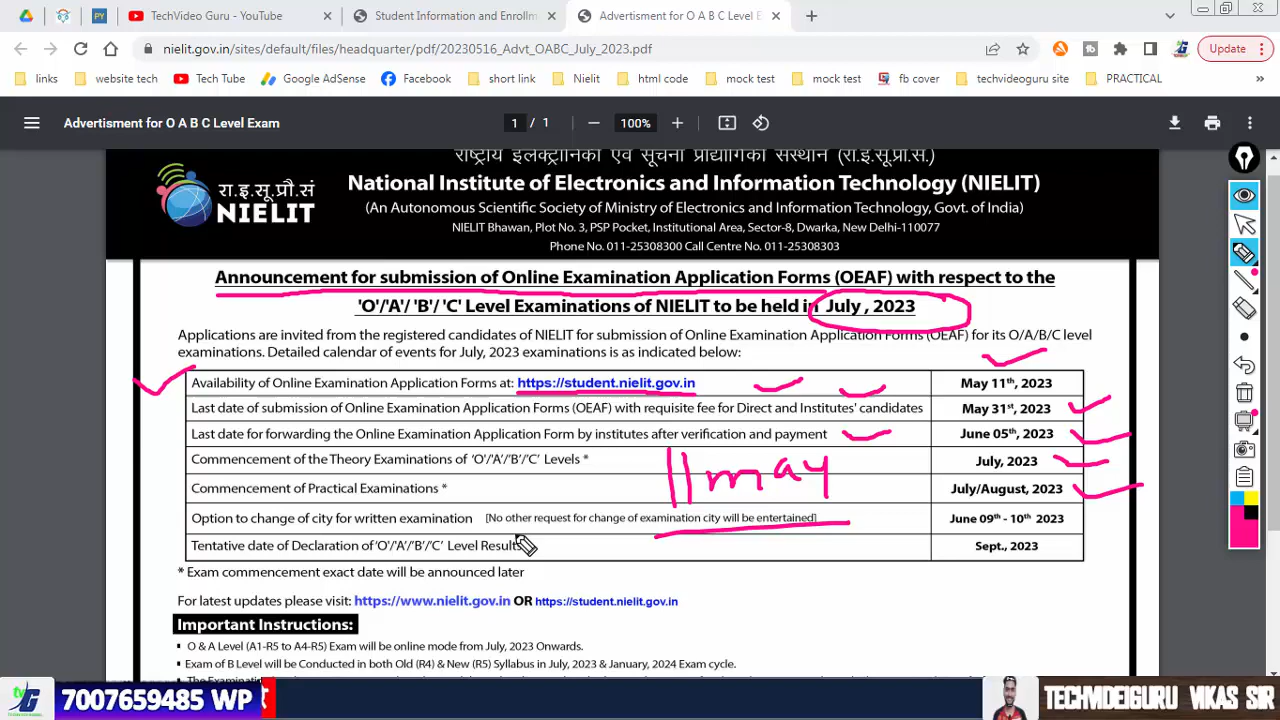 TechVideo Guru - YouTube
Student Information and Enrollm
Advertisment for O A B C Level E
nielit.gov.in/sites/default/files/headquarter/pdf/20230516_Advt_OABC_July_2023.pdf
Update
links
website tech
Tech Tube
Google AdSense
Facebook
short link
Nielit
html code
mock test
mock test
fb cover
techvideoguru site
PRACTICAL
Advertisment for O A B C Level Exam
1 / 1
100%
राष्ट्रीय इलेक्ट्रॉनिकी एवं सूचना प्रौद्योगिकी संस्थान (रा.इ.सू.प्रौ.सं.)
रा.इ.सू.प्रौ.सं
NIELIT
National Institute of Electronics and Information Technology (NIELIT)
(An Autonomous Scientific Society of Ministry of Electronics and Information Technology, Govt. of India)
NIELIT Bhawan, Plot No. 3, PSP Pocket, Institutional Area, Sector-8, Dwarka, New Delhi-110077
Phone No. 011-25308300 Call Centre No. 011-25308303
Announcement for submission of Online Examination Application Forms (OEAF) with respect to the
'O'/'A'/ 'B'/ 'C' Level Examinations of NIELIT to be held in July , 2023
Applications are invited from the registered candidates of NIELIT for submission of Online Examination Application Forms (OEAF) for its O/A/B/C level
examinations. Detailed calendar of events for July, 2023 examinations is as indicated below:
Availability of Online Examination Application Forms at: https://student.nielit.gov.in May 11th, 2023
Last date of submission of Online Examination Application Forms (OEAF) with requisite fee for Direct and Institutes' candidates May 31st, 2023
Last date for forwarding the Online Examination Application Form by institutes after verification and payment June 05th, 2023
Commencement of the Theory Examinations of 'O'/'A'/'B'/'C' Levels * July, 2023
11 may
Commencement of Practical Examinations * July/August, 2023
Option to change of city for written examination [No other request for change of examination city will be entertained] June 09th - 10th 2023
Tentative date of Declaration of 'O'/'A'/'B'/'C' Level Results Sept., 2023
* Exam commencement exact date will be announced later
For latest updates please visit: https://www.nielit.gov.in OR https://student.nielit.gov.in
Important Instructions:
▪ O & A Level (A1-R5 to A4-R5) Exam will be online mode from July, 2023 Onwards.
▪ Exam of B Level will be Conducted in both Old (R4) & New (R5) Syllabus in July, 2023 & January, 2024 Exam cycle.
7007659485 WP
TECHVIDEIGURU VIKAS SIR